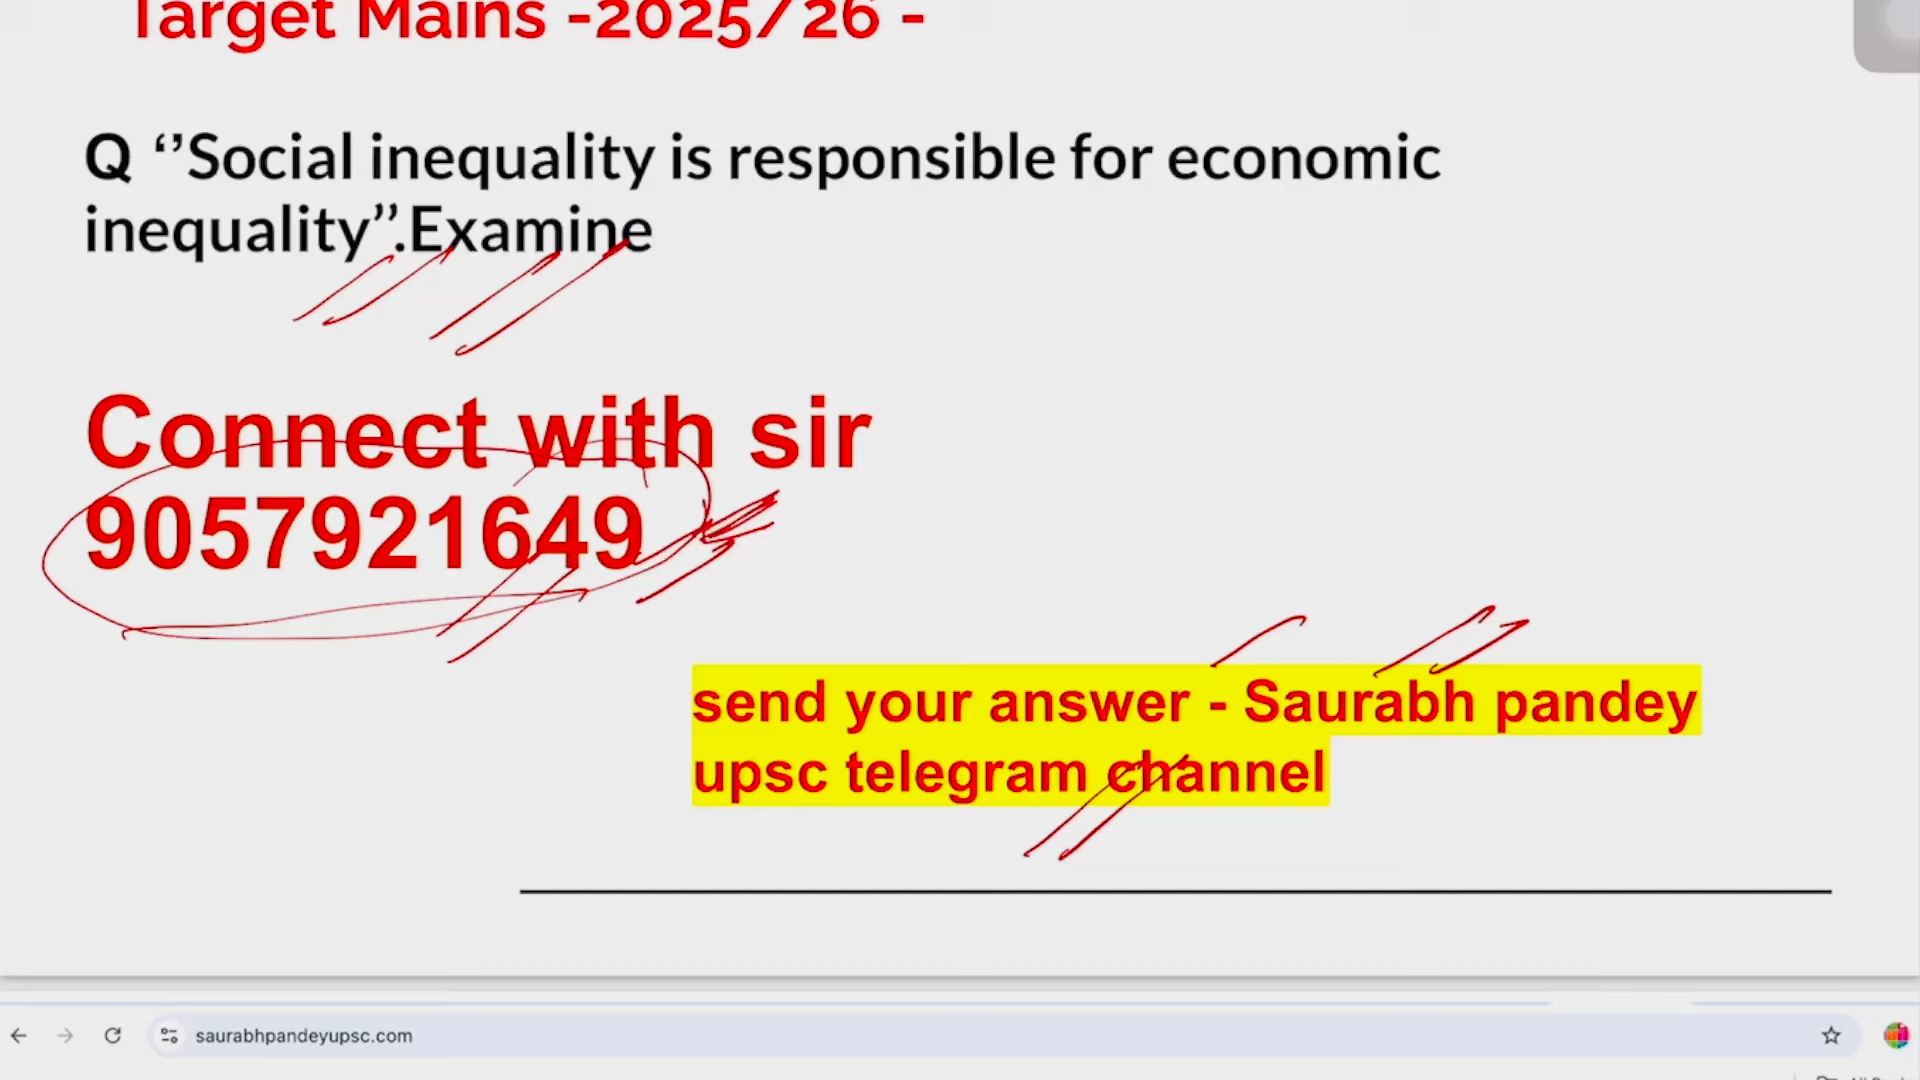 Target Mains -2025/26 -
Q ‘’Social inequality is responsible for economic
inequality’’.Examine
Connect with sir
9057921649
send your answer - Saurabh pandey
upsc telegram channel
saurabhpandeyupsc.com